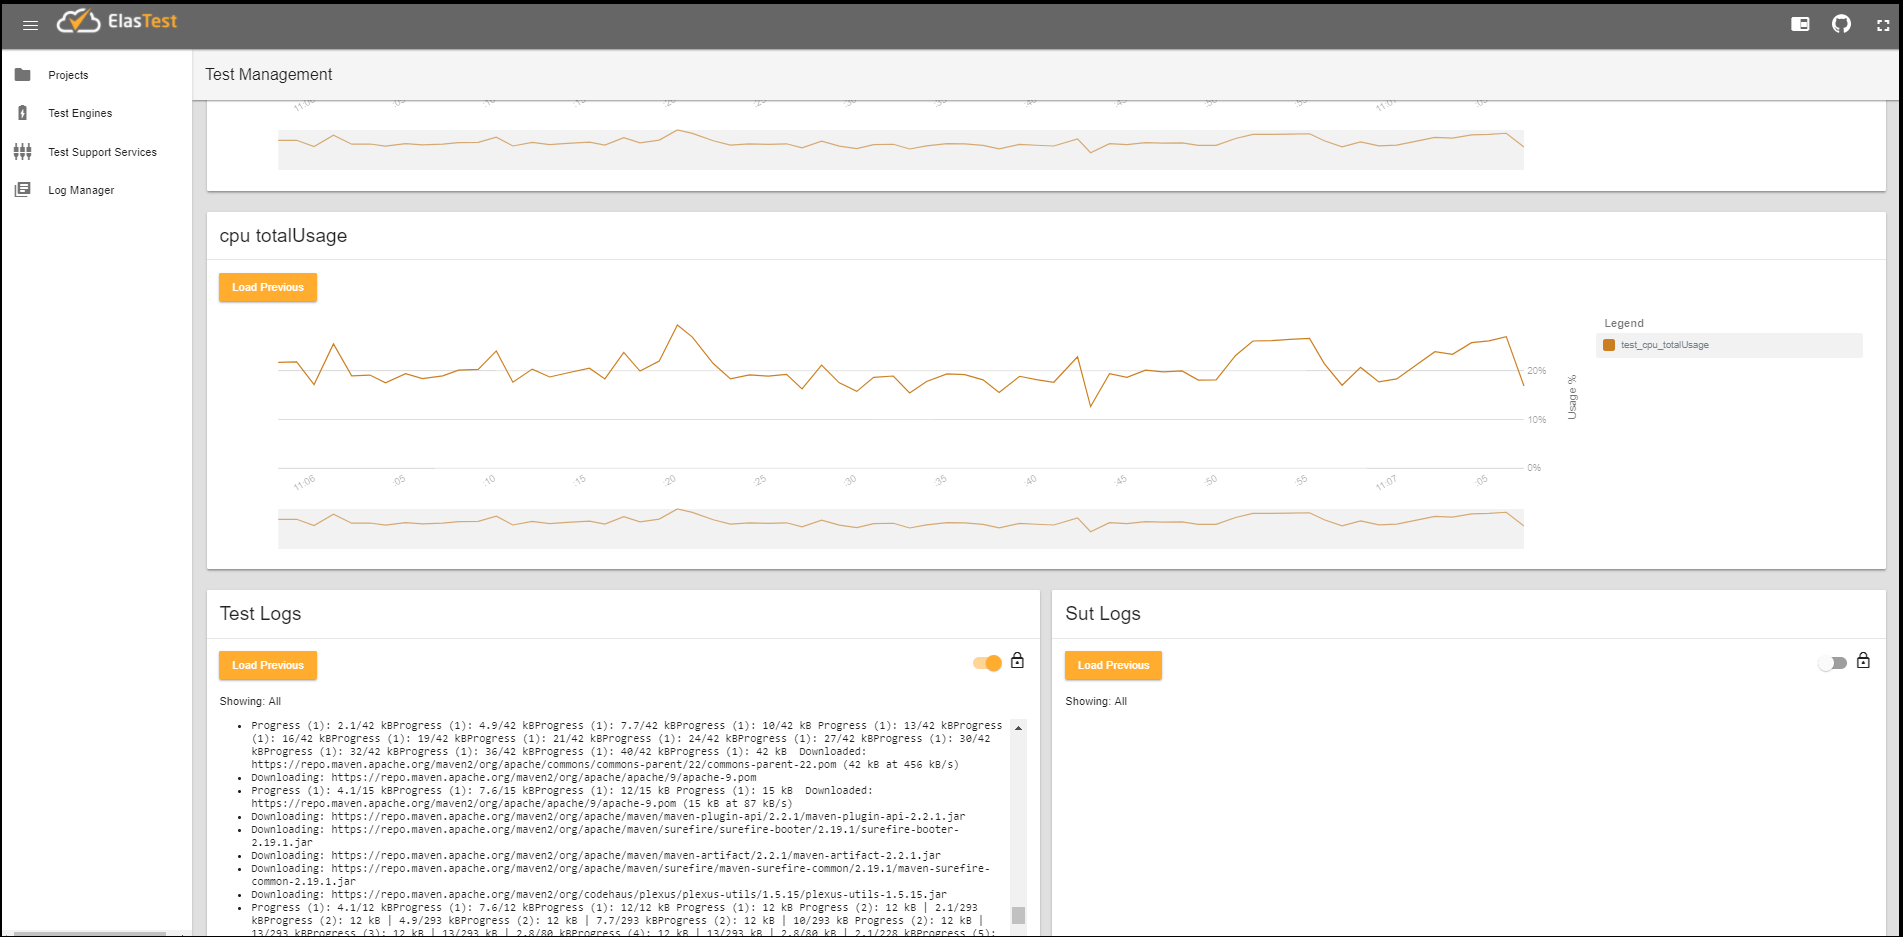 ElasTest
Projects
Test Engines
Test Support Services
Log Manager
Test Management
cpu totalUsage
Load Previous
Legend
test_cpu_totalUsage
20%
10%
0%
Usage %
11:06 :05 :10 :15 :20 :25 :30 :35 :40 :45 :50 :55 11:07 :05
Test Logs
Load Previous
Showing: All
Progress (1): 2.1/42 kBProgress (1): 4.9/42 kBProgress (1): 7.7/42 kBProgress (1): 10/42 kB Progress (1): 13/42 kBProgress
(1): 16/42 kBProgress (1): 19/42 kBProgress (1): 21/42 kBProgress (1): 24/42 kBProgress (1): 27/42 kBProgress (1): 30/42
kBProgress (1): 32/42 kBProgress (1): 36/42 kBProgress (1): 40/42 kBProgress (1): 42 kB  Downloaded:
https://repo.maven.apache.org/maven2/org/apache/commons/commons-parent/22/commons-parent-22.pom (42 kB at 456 kB/s)
Downloading: https://repo.maven.apache.org/maven2/org/apache/apache/9/apache-9.pom
Progress (1): 4.1/15 kBProgress (1): 7.6/15 kBProgress (1): 12/15 kB Progress (1): 15 kB  Downloaded:
https://repo.maven.apache.org/maven2/org/apache/apache/9/apache-9.pom (15 kB at 87 kB/s)
Downloading: https://repo.maven.apache.org/maven2/org/apache/maven/maven-plugin-api/2.2.1/maven-plugin-api-2.2.1.jar
Downloading: https://repo.maven.apache.org/maven2/org/apache/maven/surefire/surefire-booter/2.19.1/surefire-booter-
2.19.1.jar
Downloading: https://repo.maven.apache.org/maven2/org/apache/maven/maven-artifact/2.2.1/maven-artifact-2.2.1.jar
Downloading: https://repo.maven.apache.org/maven2/org/apache/maven/surefire/maven-surefire-common/2.19.1/maven-surefire-
common-2.19.1.jar
Downloading: https://repo.maven.apache.org/maven2/org/codehaus/plexus/plexus-utils/1.5.15/plexus-utils-1.5.15.jar
Progress (1): 4.1/12 kBProgress (1): 7.6/12 kBProgress (1): 12/12 kB Progress (1): 12 kB Progress (2): 12 kB | 2.1/293
kBProgress (2): 12 kB | 4.9/293 kBProgress (2): 12 kB | 7.7/293 kBProgress (2): 12 kB | 10/293 kB Progress (2): 12 kB |
13/293 kBProgress (3): 12 kB | 13/293 kB | 2.8/80 kBProgress (4): 12 kB | 13/293 kB | 2.8/80 kB | 2.1/228 kBProgress (5):
Sut Logs
Load Previous
Showing: All